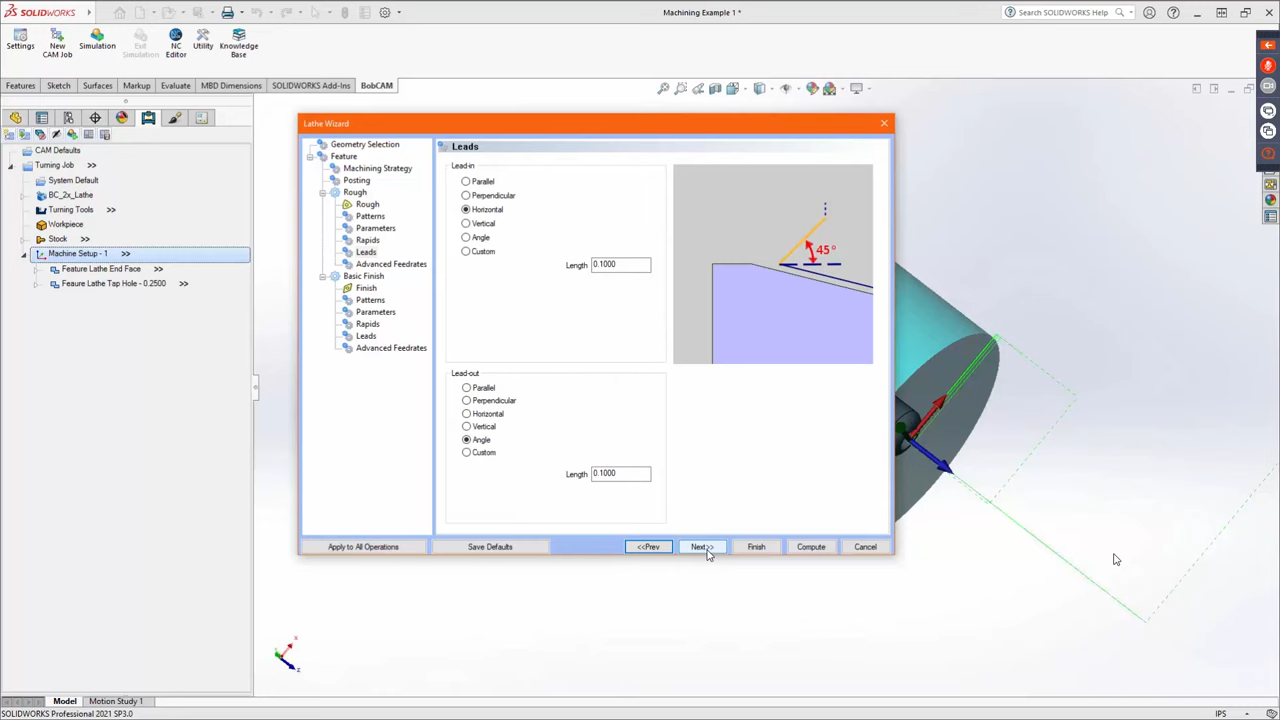 SOLIDWORKS
Machining Example 1 *
Search SOLIDWORKS Help
Settings
New CAM Job
Simulation
Exit Simulation
NC Editor
Utility
Knowledge Base
Features
Sketch
Surfaces
Markup
Evaluate
MBD Dimensions
SOLIDWORKS Add-Ins
BobCAM
CAM Defaults
Turning Job >>
System Default
BC_2x_Lathe
Turning Tools >>
Workpiece
Stock >>
Machine Setup - 1 >>
Feature Lathe End Face >>
Feaure Lathe Tap Hole - 0.2500 >>
Lathe Wizard
Geometry Selection
Feature
Machining Strategy
Posting
Rough
Rough
Patterns
Parameters
Rapids
Leads
Advanced Feedrates
Basic Finish
Finish
Patterns
Parameters
Rapids
Leads
Advanced Feedrates
Leads
Lead-in
Parallel
Perpendicular
Horizontal
Vertical
Angle
Custom
Length 0.1000
45°
Lead-out
Parallel
Perpendicular
Horizontal
Vertical
Angle
Custom
Length 0.1000
Apply to All Operations
Save Defaults
<<Prev
Next>>
Finish
Compute
Cancel
Model
Motion Study 1
SOLIDWORKS Professional 2021 SP3.0
IPS